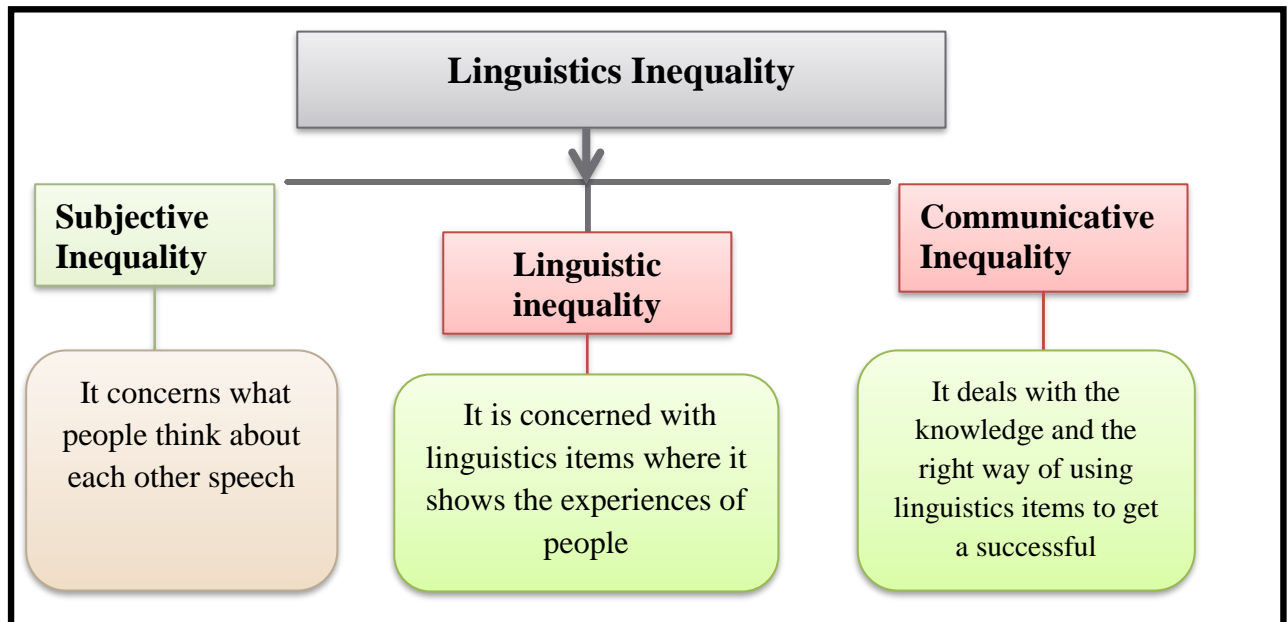 Linguistics Inequality
Subjective
Inequality
It concerns what
people think about
each other speech
Linguistic
inequality
It is concerned with
linguistics items where it
shows the experiences of
people
Communicative
Inequality
It deals with the
knowledge and the
right way of using
linguistics items to get
a successful